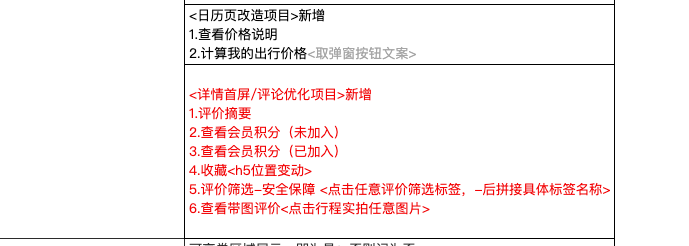 <日历页改造项目>新增
1.查看价格说明
2.计算我的出行价格<取弹窗按钮文案>
<详情首屏/评论优化项目>新增
1.评价摘要
2.查看会员积分（未加入）
3.查看会员积分（已加入）
4.收藏<h5位置变动>
5.评价筛选–安全保障 <点击任意评价筛选标签，–后拼接具体标签名称>
6.查看带图评价<点击行程实拍任意图片>